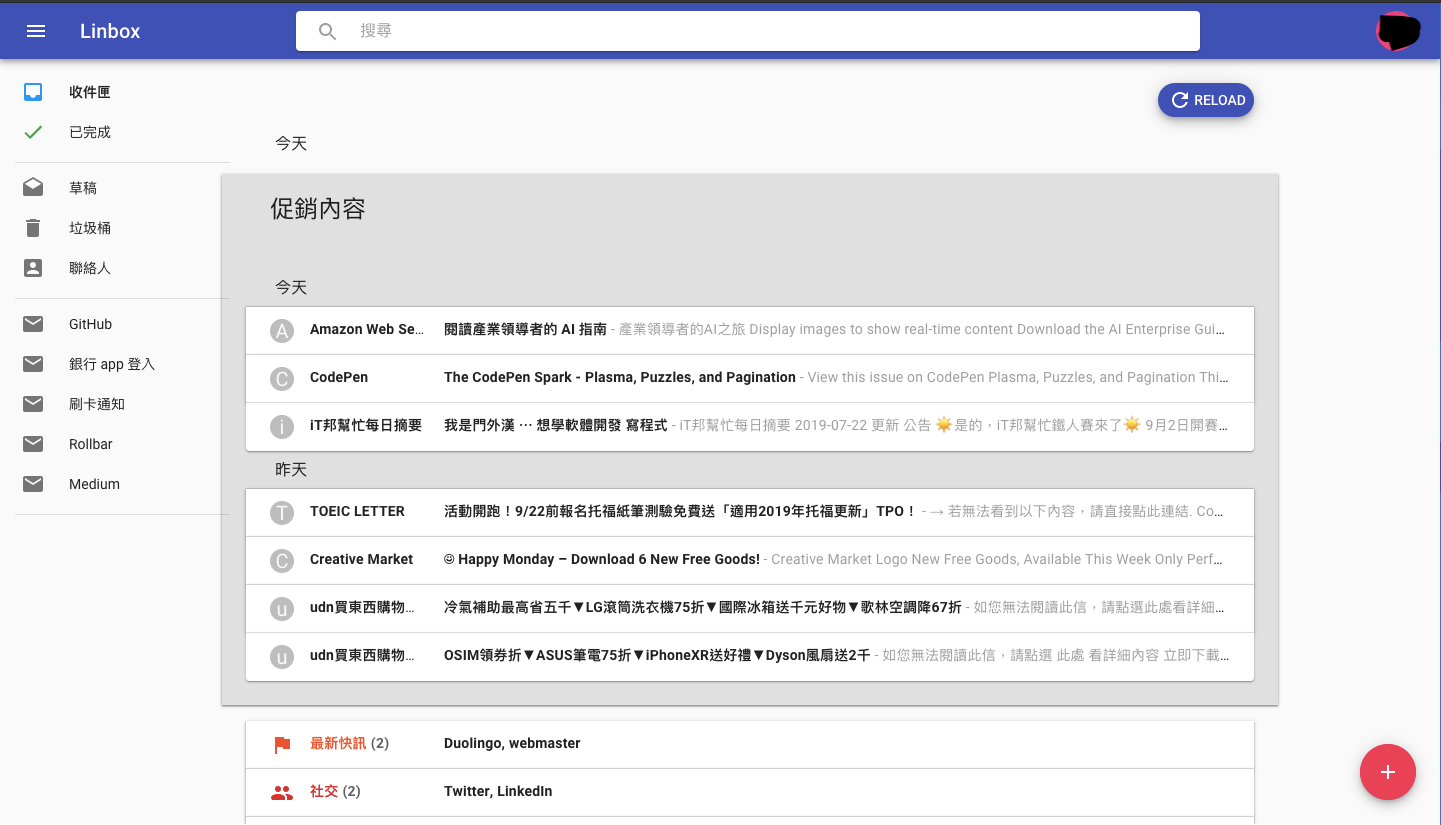 Linbox
搜尋
收件匣
已完成
草稿
垃圾桶
聯絡人
GitHub
銀行 app 登入
刷卡通知
Rollbar
Medium
RELOAD
今天
促銷內容
今天
A Amazon Web Se... 閱讀產業領導者的 AI 指南 - 產業領導者的AI之旅 Display images to show real-time content Download the AI Enterprise Gui...
C CodePen The CodePen Spark - Plasma, Puzzles, and Pagination - View this issue on CodePen Plasma, Puzzles, and Pagination Thi...
i iT邦幫忙每日摘要 我是門外漢 … 想學軟體開發 寫程式 - iT邦幫忙每日摘要 2019-07-22 更新 公告 ☀️是的，iT邦幫忙鐵人賽來了☀️ 9月2日開賽...
昨天
T TOEIC LETTER 活動開跑！9/22前報名托福紙筆測驗免費送「適用2019年托福更新」TPO！ - → 若無法看到以下內容，請直接點此連結. Co...
C Creative Market 😃 Happy Monday – Download 6 New Free Goods! - Creative Market Logo New Free Goods, Available This Week Only Perf...
u udn買東西購物... 冷氣補助最高省五千▼LG滾筒洗衣機75折▼國際冰箱送千元好物▼歌林空調降67折 - 如您無法閱讀此信，請點選此處看詳細...
u udn買東西購物... OSIM領券折▼ASUS筆電75折▼iPhoneXR送好禮▼Dyson風扇送2千 - 如您無法閱讀此信，請點選 此處 看詳細內容 立即下載...
最新快訊 (2) Duolingo, webmaster
社交 (2) Twitter, LinkedIn